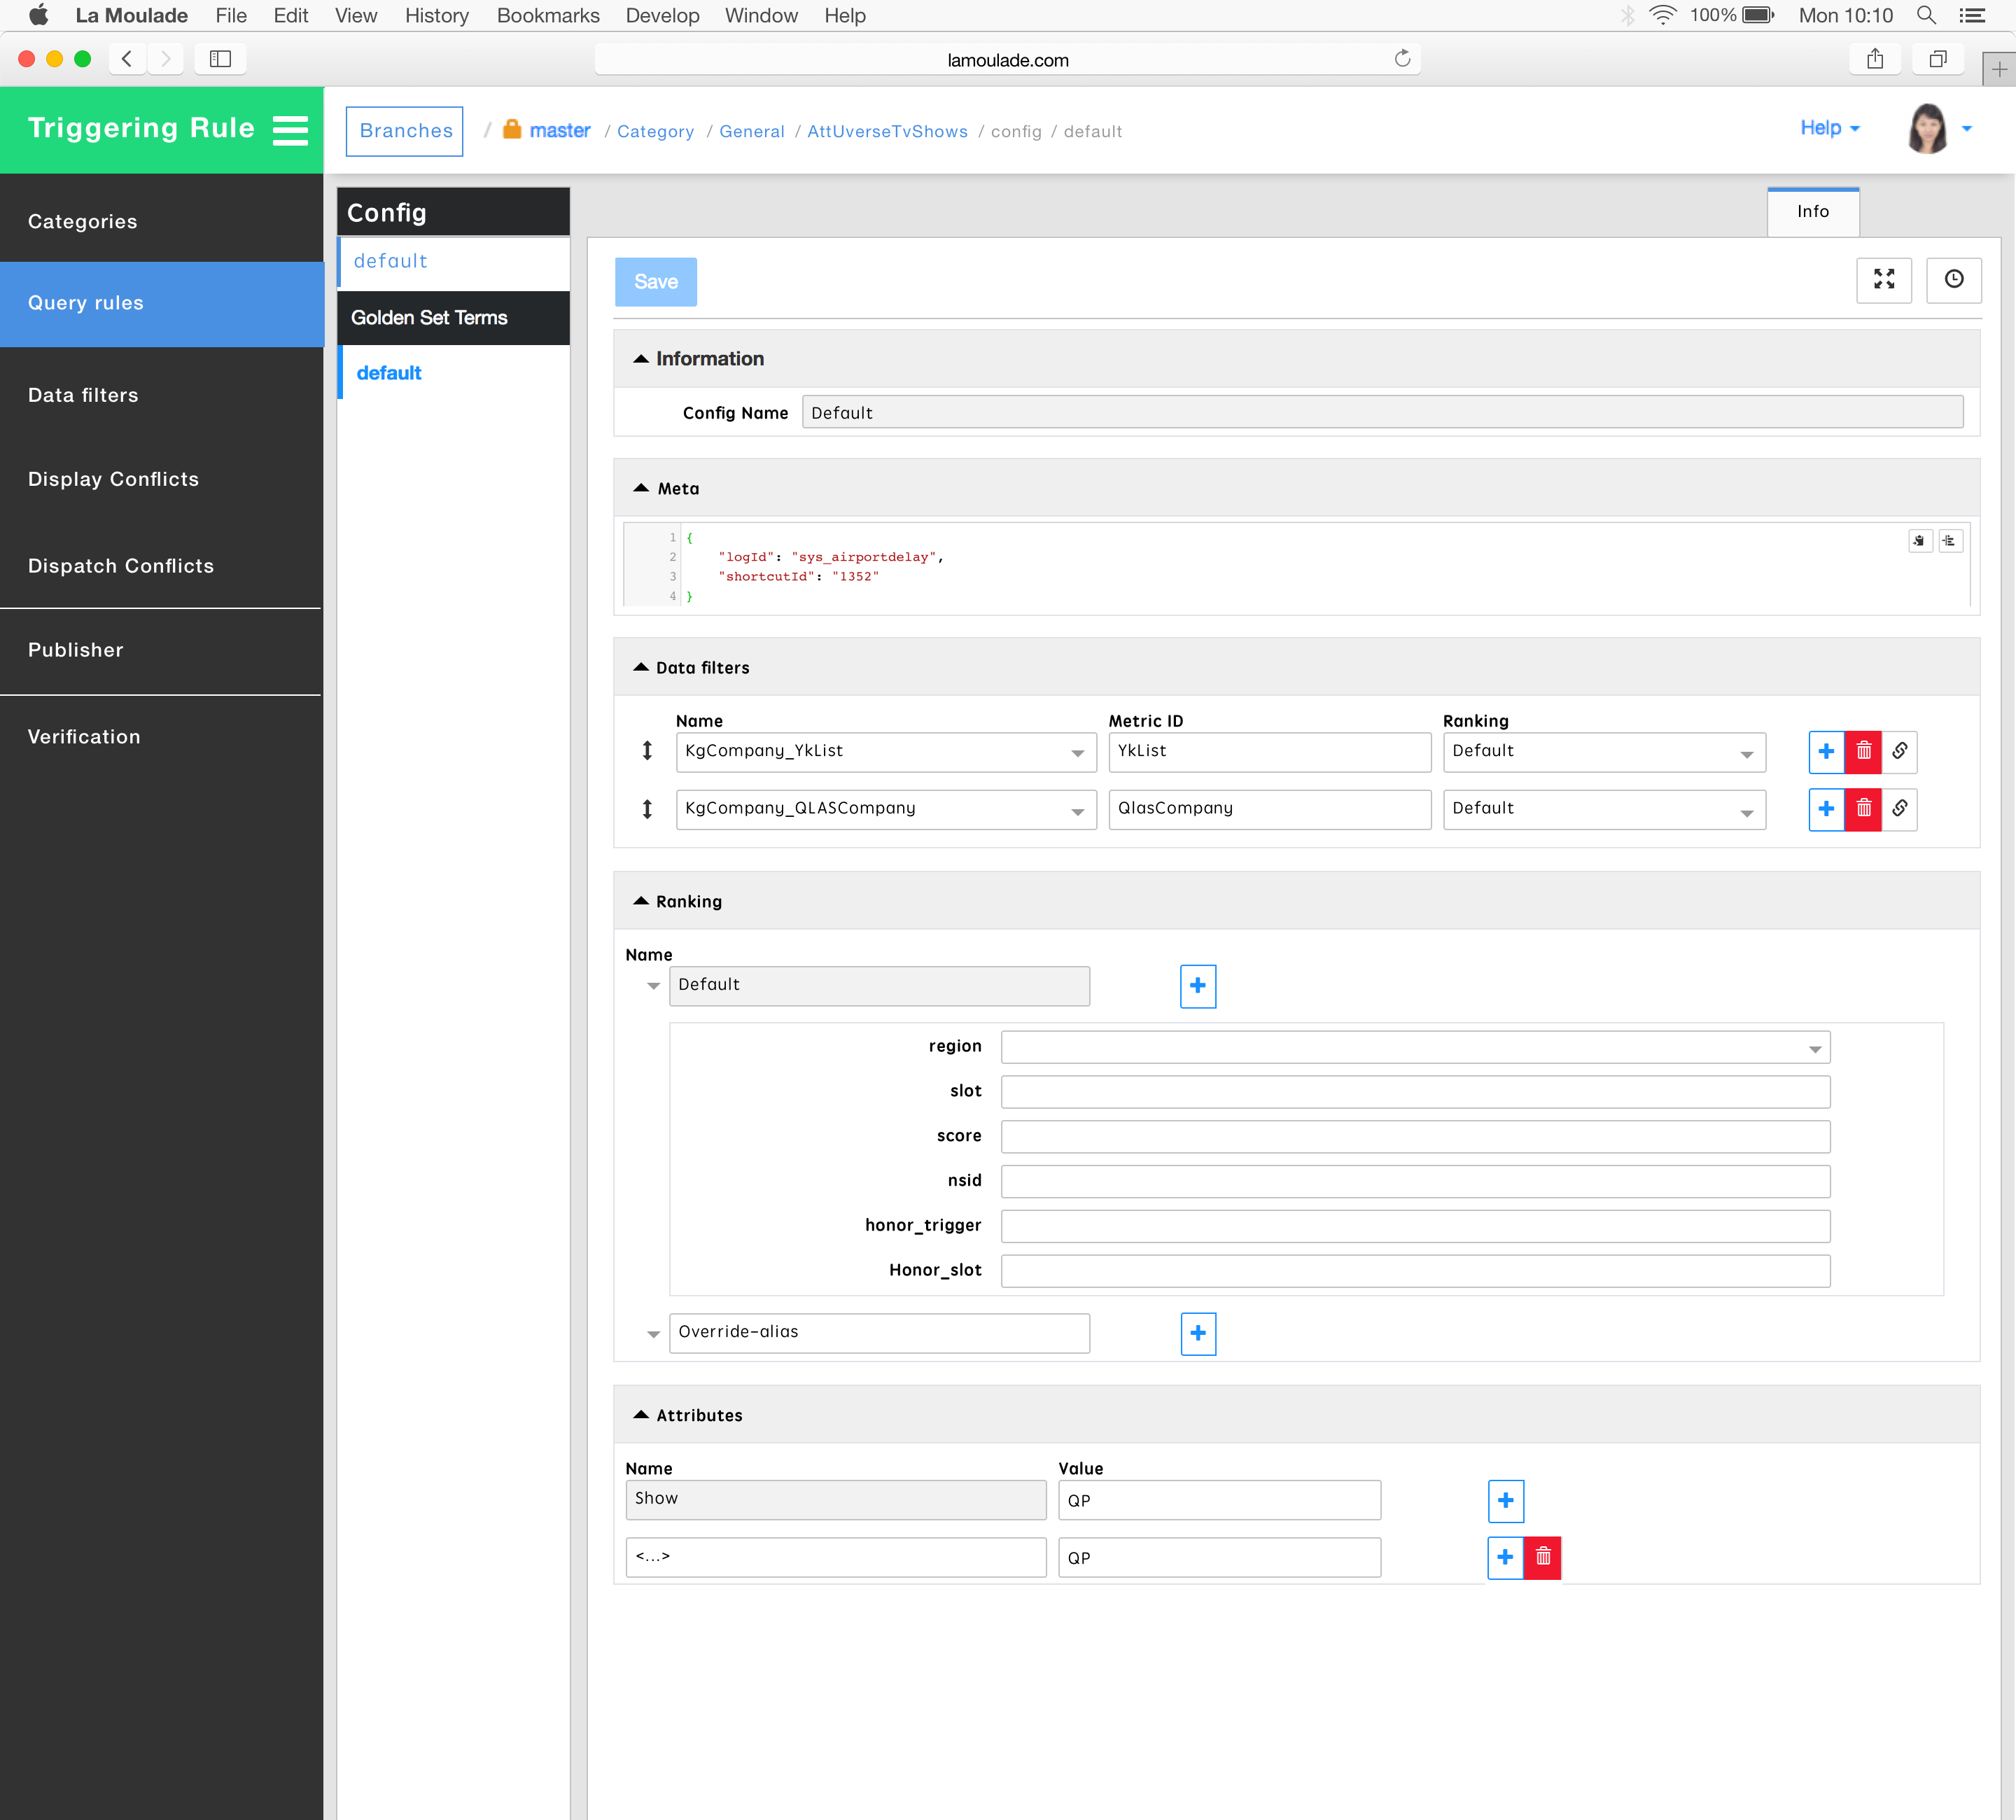 La Moulade File Edit View History Bookmarks Develop Window Help 100% Mon 10:10
lamoulade.com
Triggering Rule
Branches / master / Category / General / AttUverseTvShows / config / default
Help
Categories
Query rules
Data filters
Display Conflicts
Dispatch Conflicts
Publisher
Verification
Config
default
Golden Set Terms
default
Info
Save
Information
Config Name Default
Meta
1 {
2 "logId": "sys_airportdelay",
3 "shortcutId": "1352"
4 }
Data filters
Name Metric ID Ranking
KgCompany_YkList YkList Default
KgCompany_QLASCompany QlasCompany Default
Ranking
Name
Default
region
slot
score
nsid
honor_trigger
Honor_slot
Override-alias
Attributes
Name Value
Show QP
<...> QP